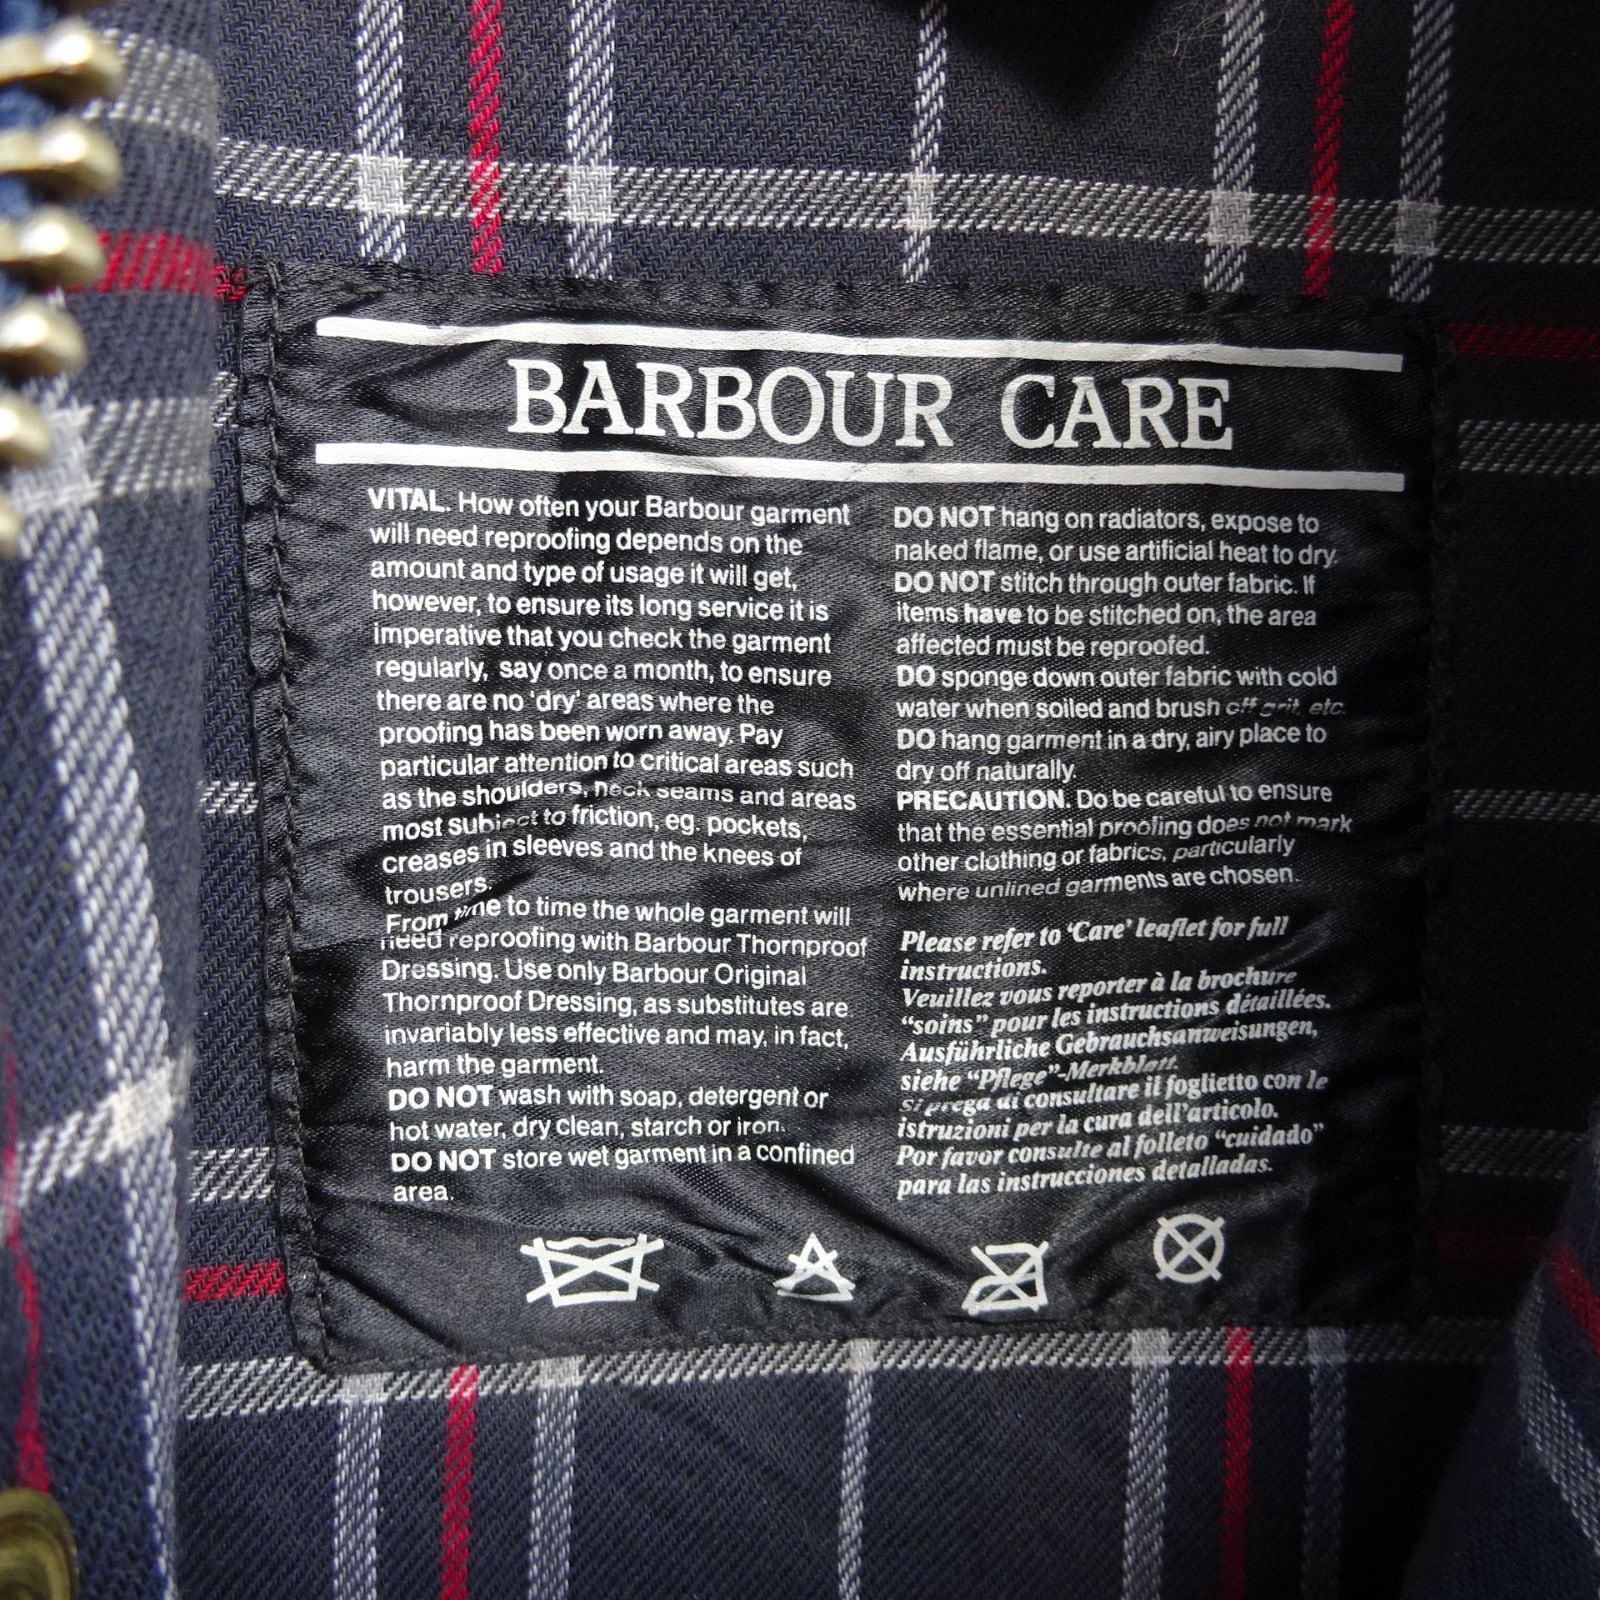 BARBOUR CARE
VITAL. How often your Barbour garment
will need reproofing depends on the
amount and type of usage it will get,
however, to ensure its long service it is
imperative that you check the garment
regularly, say once a month, to ensure
there are no 'dry' areas where the
proofing has been worn away. Pay
particular attention to critical areas such
as the shoulders, neck seams and areas
most subject to friction, eg. pockets,
creases in sleeves and the knees of
trousers.
From time to time the whole garment will
need reproofing with Barbour Thornproof
Dressing. Use only Barbour Original
Thornproof Dressing, as substitutes are
invariably less effective and may, in fact,
harm the garment.
DO NOT wash with soap, detergent or
hot water, dry clean, starch or iron.
DO NOT store wet garment in a confined
area.
DO NOT hang on radiators, expose to
naked flame, or use artificial heat to dry.
DO NOT stitch through outer fabric. If
items have to be stitched on, the area
affected must be reproofed.
DO sponge down outer fabric with cold
water when soiled and brush off grit, etc.
DO hang garment in a dry, airy place to
dry off naturally.
PRECAUTION. Do be careful to ensure
that the essential proofing does not mark
other clothing or fabrics, particularly
where unlined garments are chosen.
Please refer to 'Care' leaflet for full
instructions.
Veuillez vous reporter à la brochure
"soins" pour les instructions détaillées.
Ausführliche Gebrauchsanweisungen,
siehe "Pflege"-Merkblatt.
Si prega di consultare il foglietto con le
istruzioni per la cura dell'articolo.
Por favor consulte al folleto "cuidado"
para las instrucciones detalladas.